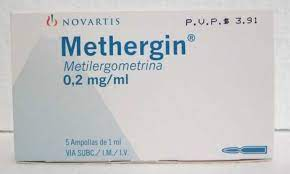 NOVARTIS
P.V.P.$ 3.91
Methergin®
Metilergometrina
0,2 mg/ml
5 Ampollas de 1 ml
VIA SUBC./I.M./I.V.